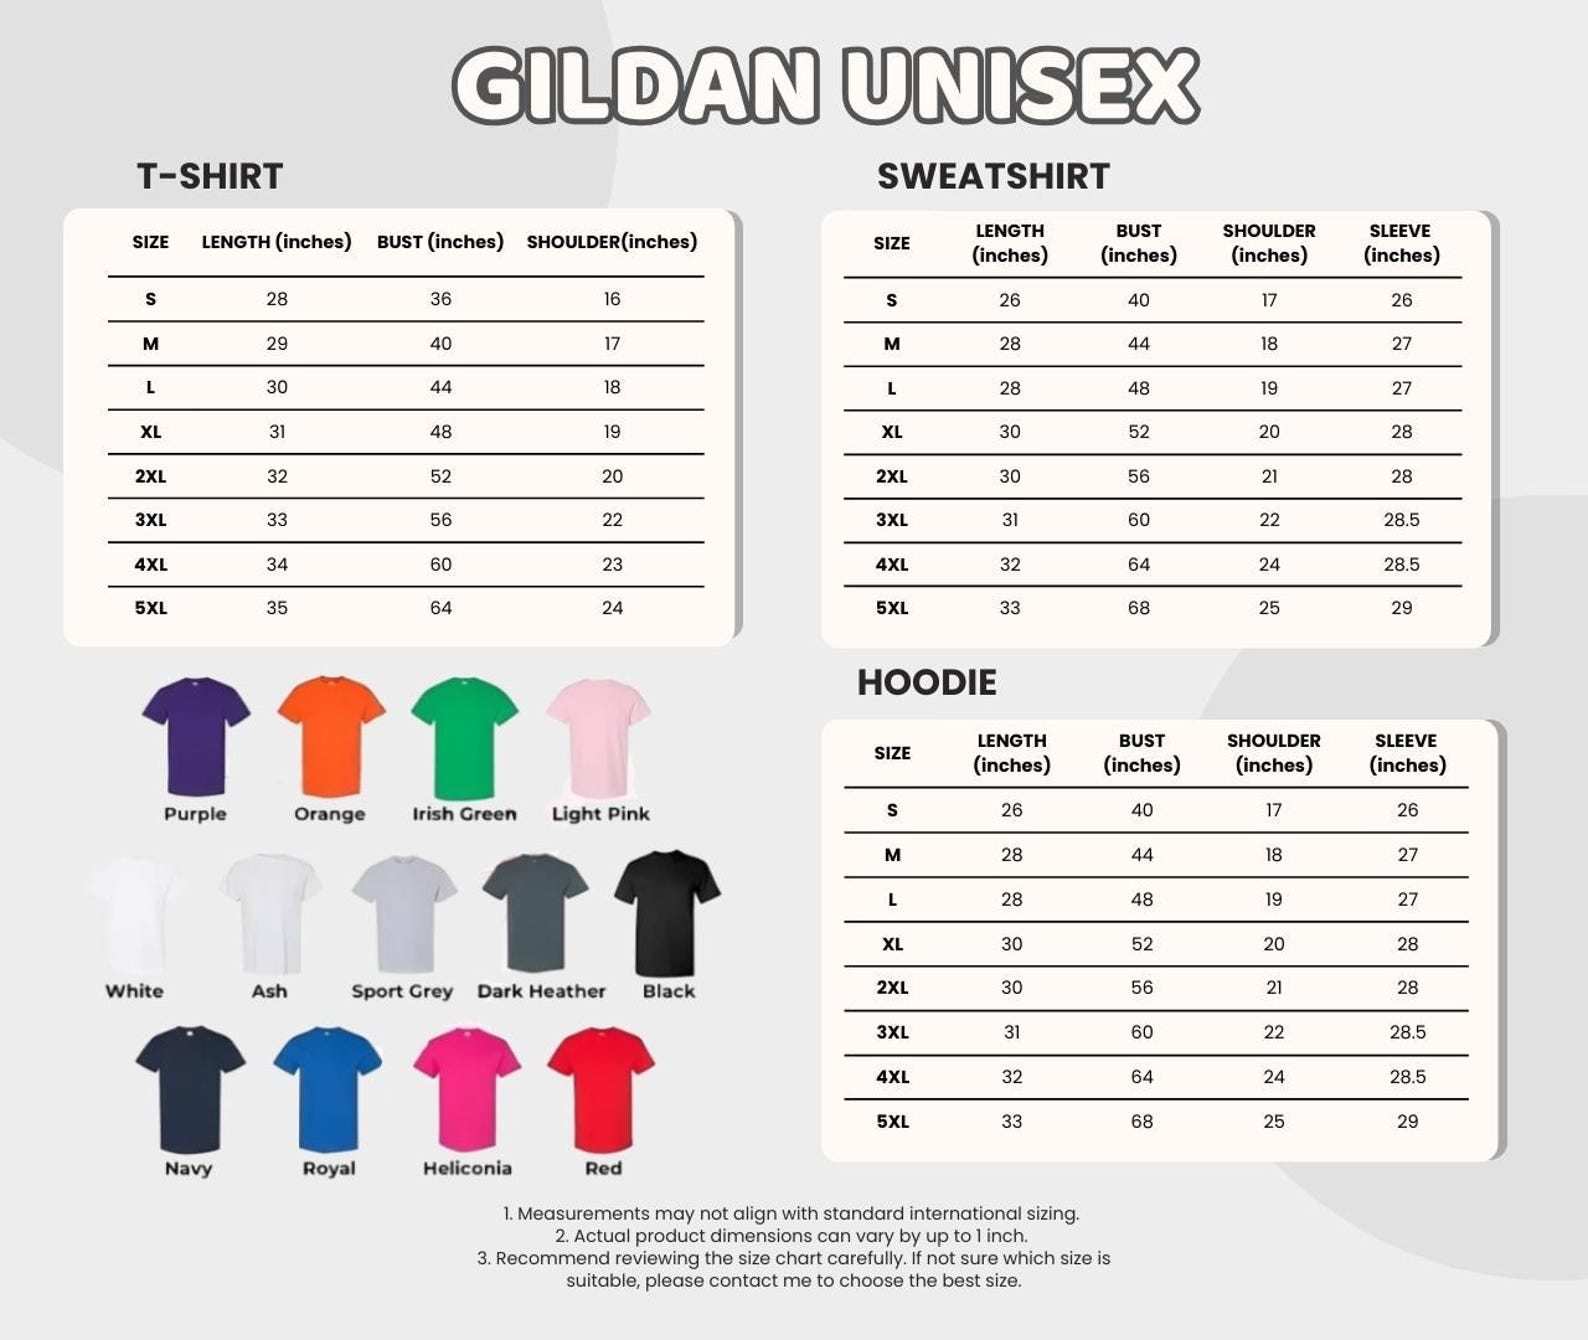 GILDAN UNISEX
T-SHIRT
SIZE LENGTH (inches) BUST (inches) SHOULDER(inches)
S 28 36 16
M 29 40 17
L 30 44 18
XL 31 48 19
2XL 32 52 20
3XL 33 56 22
4XL 34 60 23
5XL 35 64 24
SWEATSHIRT
SIZE LENGTH (inches) BUST (inches) SHOULDER (inches) SLEEVE (inches)
S 26 40 17 26
M 28 44 18 27
L 28 48 19 27
XL 30 52 20 28
2XL 30 56 21 28
3XL 31 60 22 28.5
4XL 32 64 24 28.5
5XL 33 68 25 29
Purple Orange Irish Green Light Pink
White Ash Sport Grey Dark Heather Black
Navy Royal Heliconia Red
HOODIE
SIZE LENGTH (inches) BUST (inches) SHOULDER (inches) SLEEVE (inches)
S 26 40 17 26
M 28 44 18 27
L 28 48 19 27
XL 30 52 20 28
2XL 30 56 21 28
3XL 31 60 22 28.5
4XL 32 64 24 28.5
5XL 33 68 25 29
1. Measurements may not align with standard international sizing.
2. Actual product dimensions can vary by up to 1 inch.
3. Recommend reviewing the size chart carefully. If not sure which size is
suitable, please contact me to choose the best size.